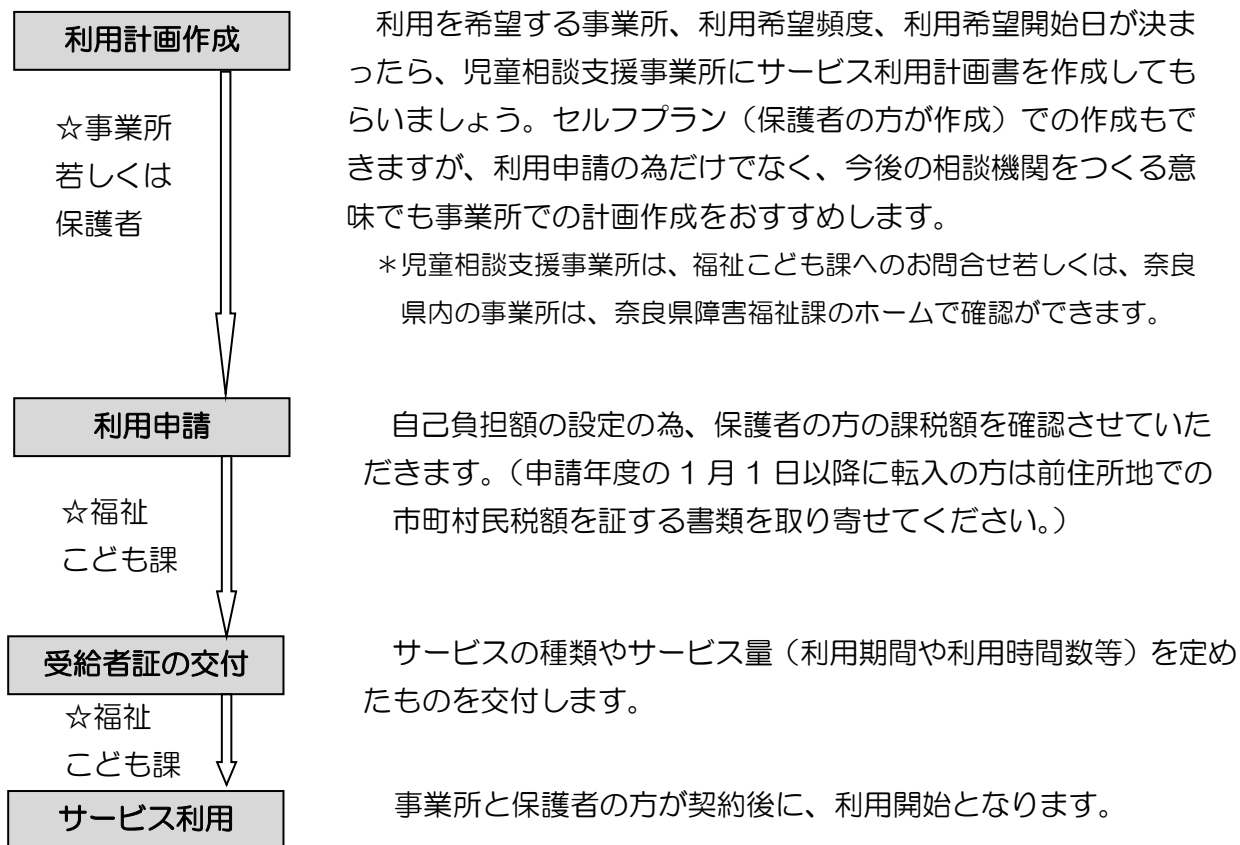 利用計画作成
☆事業所
若しくは
保護者
利用を希望する事業所、利用希望頻度、利用希望開始日が決ま
ったら、児童相談支援事業所にサービス利用計画書を作成しても
らいましょう。セルフプラン（保護者の方が作成）での作成もで
きますが、利用申請の為だけでなく、今後の相談機関をつくる意
味でも事業所での計画作成をおすすめします。
＊児童相談支援事業所は、福祉こども課へのお問合せ若しくは、奈良
県内の事業所は、奈良県障害福祉課のホームで確認ができます。
利用申請
☆福祉
こども課
自己負担額の設定の為、保護者の方の課税額を確認させていた
だきます。（申請年度の 1 月 1 日以降に転入の方は前住所地での
市町村民税額を証する書類を取り寄せてください。）
受給者証の交付
☆福祉
こども課
サービスの種類やサービス量（利用期間や利用時間数等）を定め
たものを交付します。
サービス利用
事業所と保護者の方が契約後に、利用開始となります。